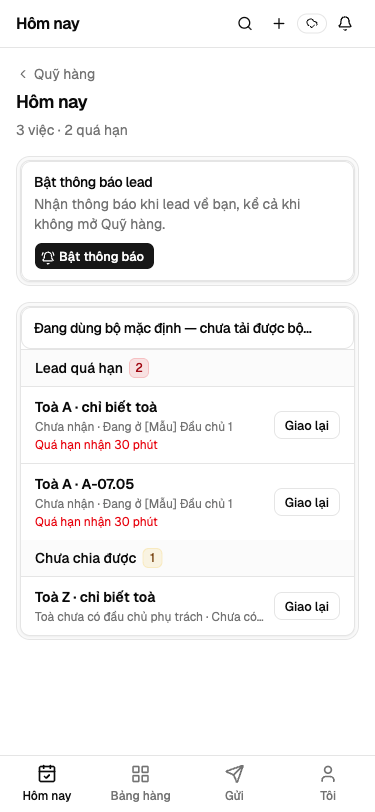 Hôm nay
Quỹ hàng
Hôm nay
3 việc · 2 quá hạn
Bật thông báo lead
Nhận thông báo khi lead về bạn, kể cả khi
không mở Quỹ hàng.
Bật thông báo
Đang dùng bộ mặc định — chưa tải được bộ...
Lead quá hạn 2
Toà A · chỉ biết toà
Chưa nhận · Đang ở [Mẫu] Đầu chủ 1
Quá hạn nhận 30 phút
Giao lại
Toà A · A-07.05
Chưa nhận · Đang ở [Mẫu] Đầu chủ 1
Quá hạn nhận 30 phút
Giao lại
Chưa chia được 1
Toà Z · chỉ biết toà
Toà chưa có đầu chủ phụ trách · Chưa có...
Giao lại
Hôm nay
Bảng hàng
Gửi
Tôi